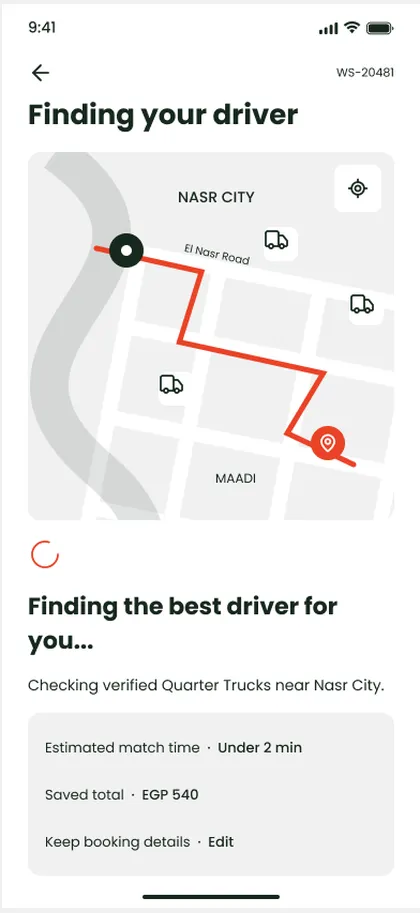 9:41
WS-20481
Finding your driver
NASR CITY
El Nasr Road
MAADI
Finding the best driver for
you...
Checking verified Quarter Trucks near Nasr City.
Estimated match time · Under 2 min
Saved total · EGP 540
Keep booking details · Edit